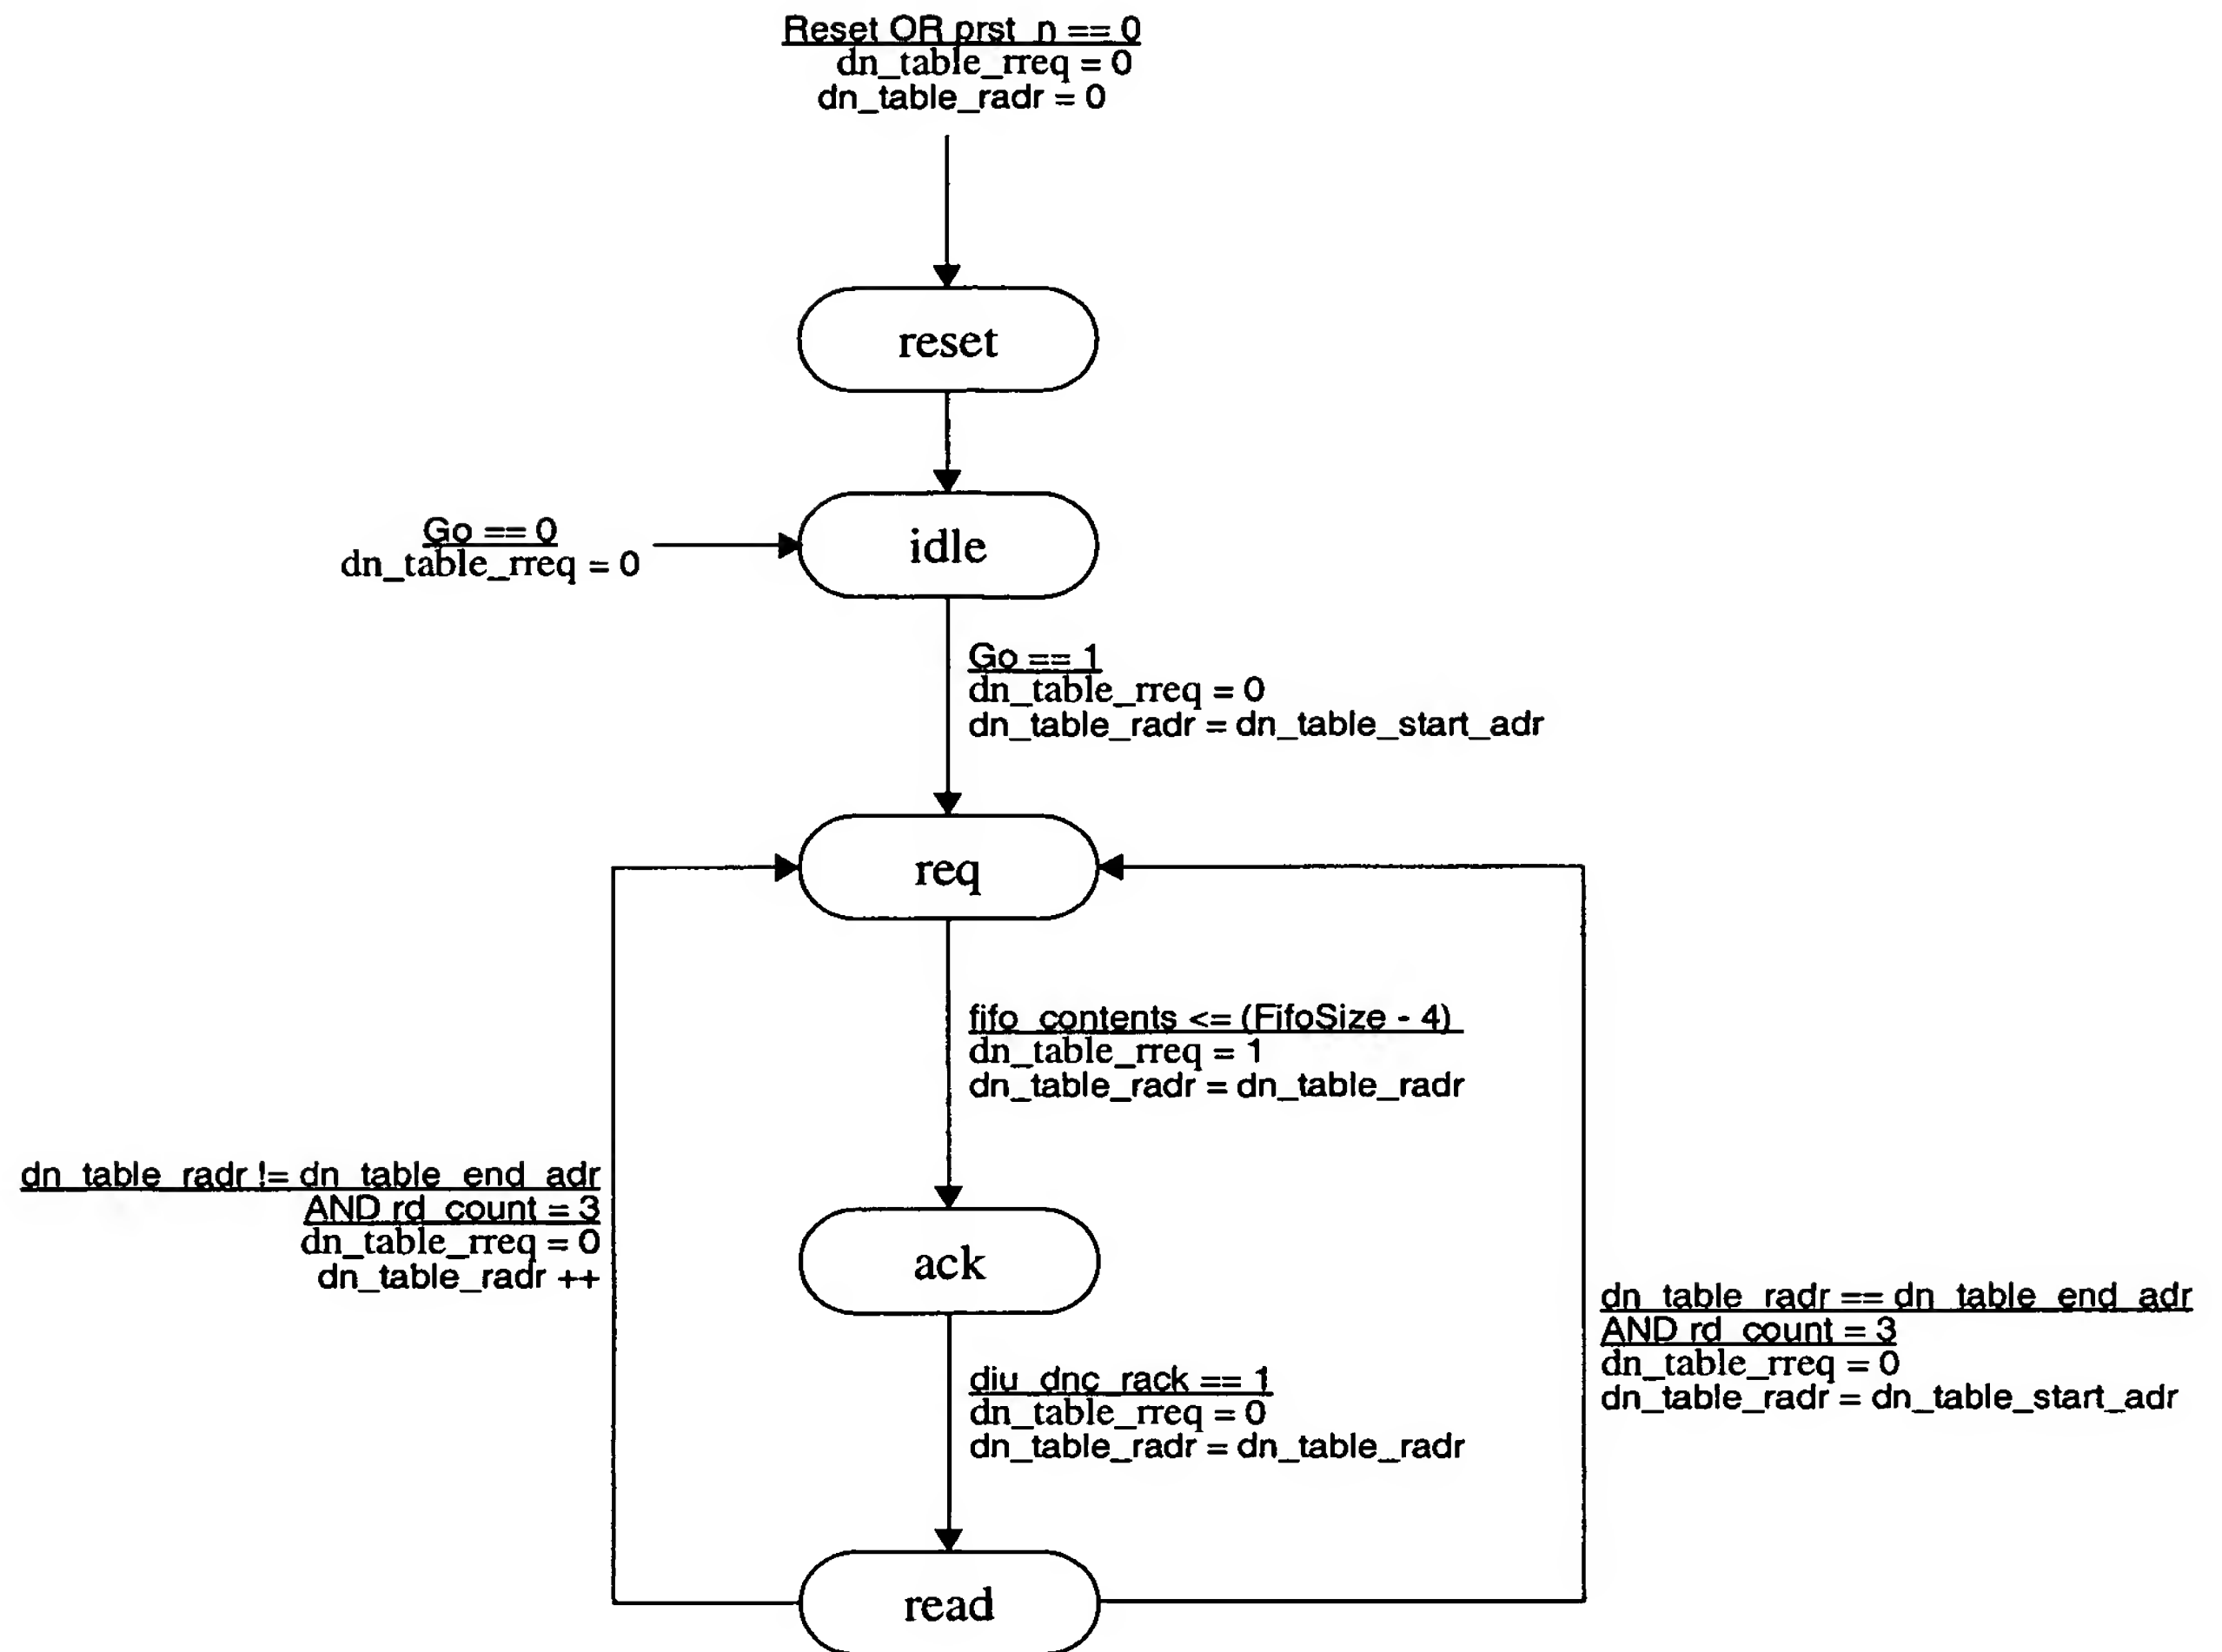 Reset OR prst_n == 0
dn_table_rreq = 0
dn_table_radr = 0
reset
Go == 0
dn_table_rreq = 0
idle
Go == 1
dn_table_rreq = 0
dn_table_radr = dn_table_start_adr
req
fifo_contents <= (FifoSize - 4)
dn_table_rreq = 1
dn_table_radr = dn_table_radr
dn_table_radr != dn_table_end_adr
AND rd_count = 3
dn_table_rreq = 0
dn_table_radr ++
ack
dn_table_radr == dn_table_end_adr
AND rd_count = 3
dn_table_rreq = 0
dn_table_radr = dn_table_start_adr
diu_dnc_rack == 1
dn_table_rreq = 0
dn_table_radr = dn_table_radr
read